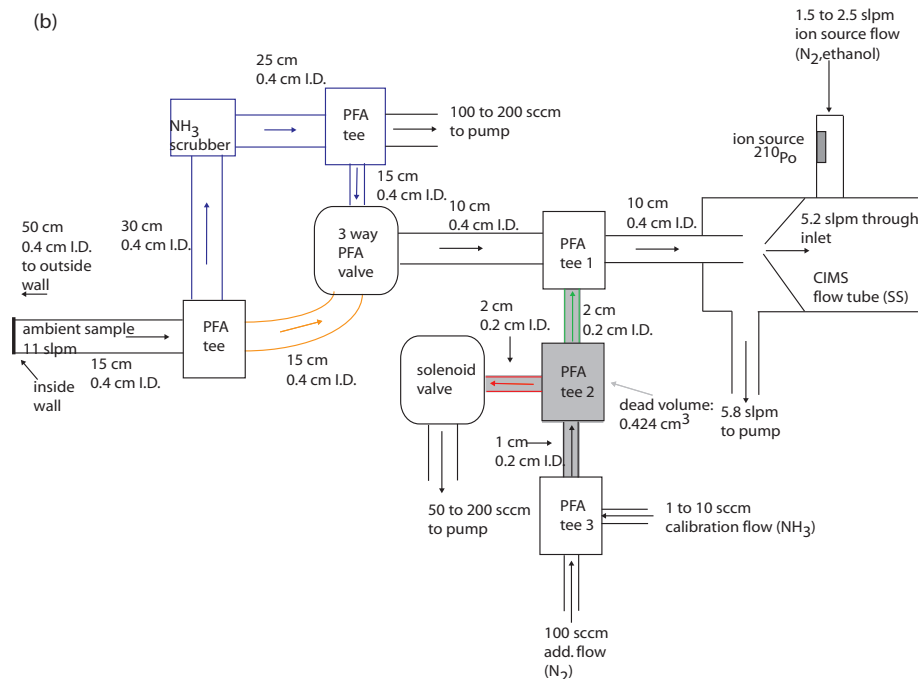 (b)
1.5 to 2.5 slpm
ion source flow
(N2,ethanol)
25 cm
0.4 cm I.D.
PFA
tee
100 to 200 sccm
to pump
NH3
scrubber
ion source
210Po
15 cm
0.4 cm I.D.
50 cm
0.4 cm I.D.
to outside
wall
30 cm
0.4 cm I.D.
3 way
PFA
valve
10 cm
0.4 cm I.D.
PFA
tee 1
10 cm
0.4 cm I.D.
5.2 slpm through
inlet
CIMS
flow tube (SS)
ambient sample
11 slpm
PFA
tee
15 cm
0.4 cm I.D.
inside
wall
15 cm
0.4 cm I.D.
2 cm
0.2 cm I.D.
2 cm
0.2 cm I.D.
solenoid
valve
PFA
tee 2
dead volume:
0.424 cm3
5.8 slpm
to pump
1 cm
0.2 cm I.D.
50 to 200 sccm
to pump
PFA
tee 3
1 to 10 sccm
calibration flow (NH3)
100 sccm
add. flow
(N2)